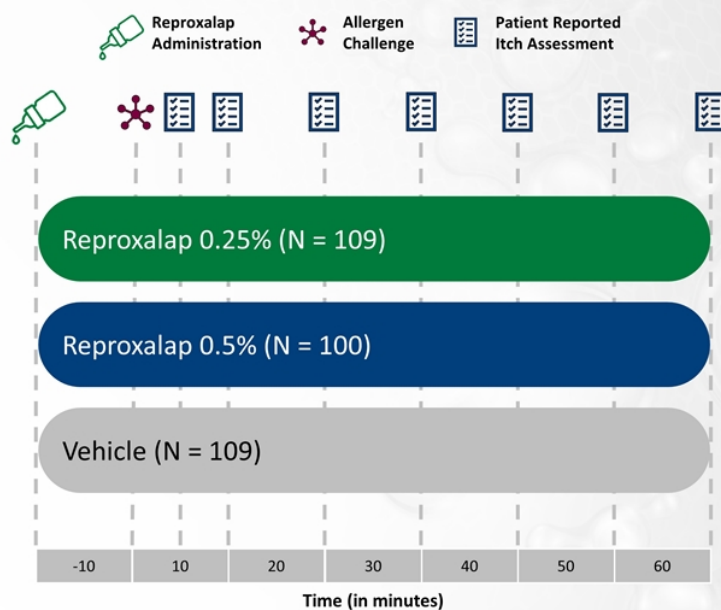 Reproxalap
Administration
Allergen
Challenge
Patient Reported
Itch Assessment
Reproxalap 0.25% (N = 109)
Reproxalap 0.5% (N = 100)
Vehicle (N = 109)
-10 10 20 30 40 50 60
Time (in minutes)